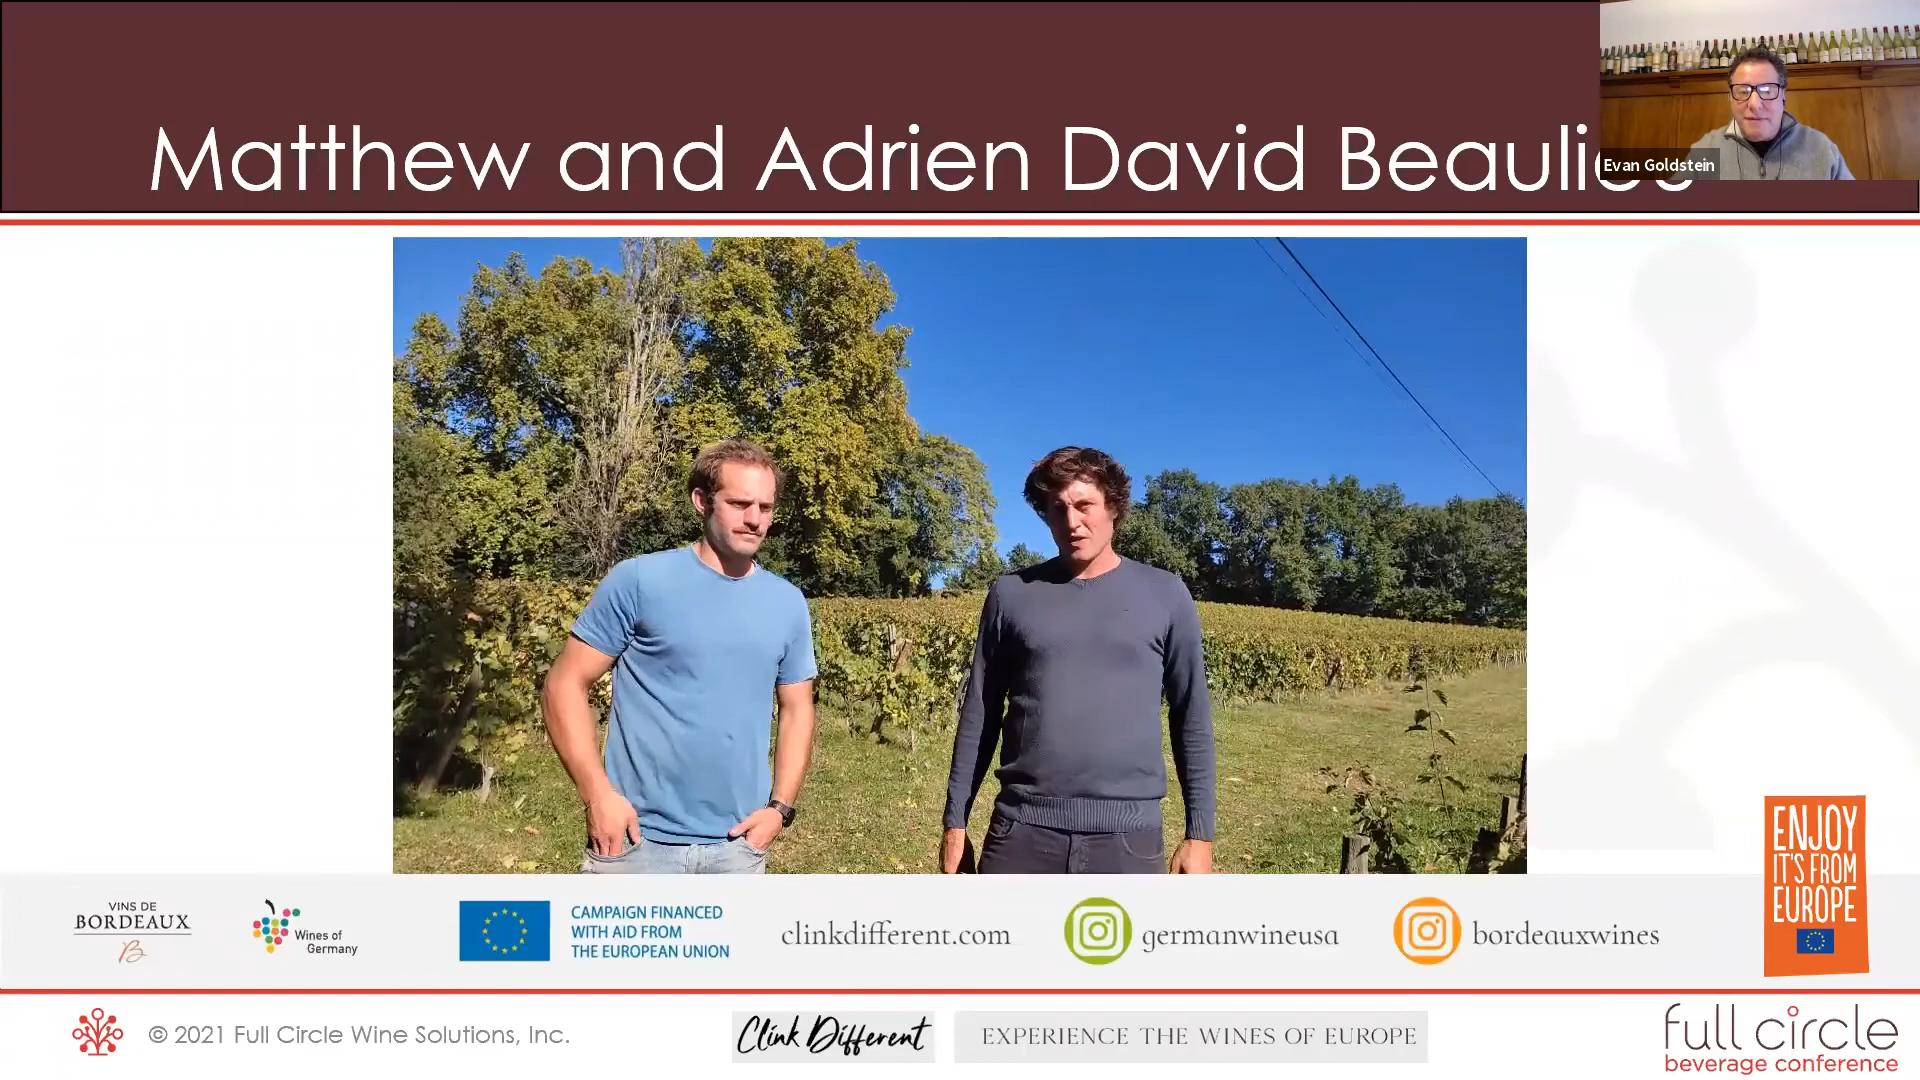 Matthew and Adrien David Beaulieu
Evan Goldstein
ENJOY
IT'S FROM
EUROPE
VINS DE
BORDEAUX
B
Wines of
Germany
CAMPAIGN FINANCED
WITH AID FROM
THE EUROPEAN UNION
clinkdifferent.com
germanwineusa
bordeauxwines
© 2021 Full Circle Wine Solutions, Inc.
Clink Different
EXPERIENCE THE WINES OF EUROPE
full circle
beverage conference